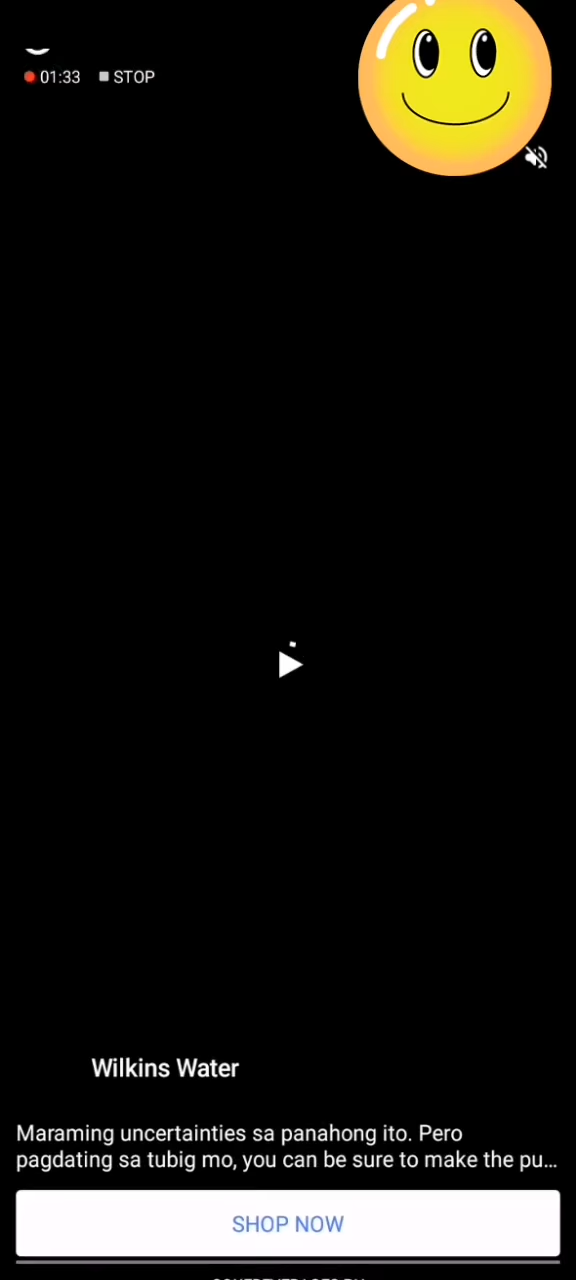 01:33 STOP
Wilkins Water
Maraming uncertainties sa panahong ito. Pero
pagdating sa tubig mo, you can be sure to make the pu...
SHOP NOW